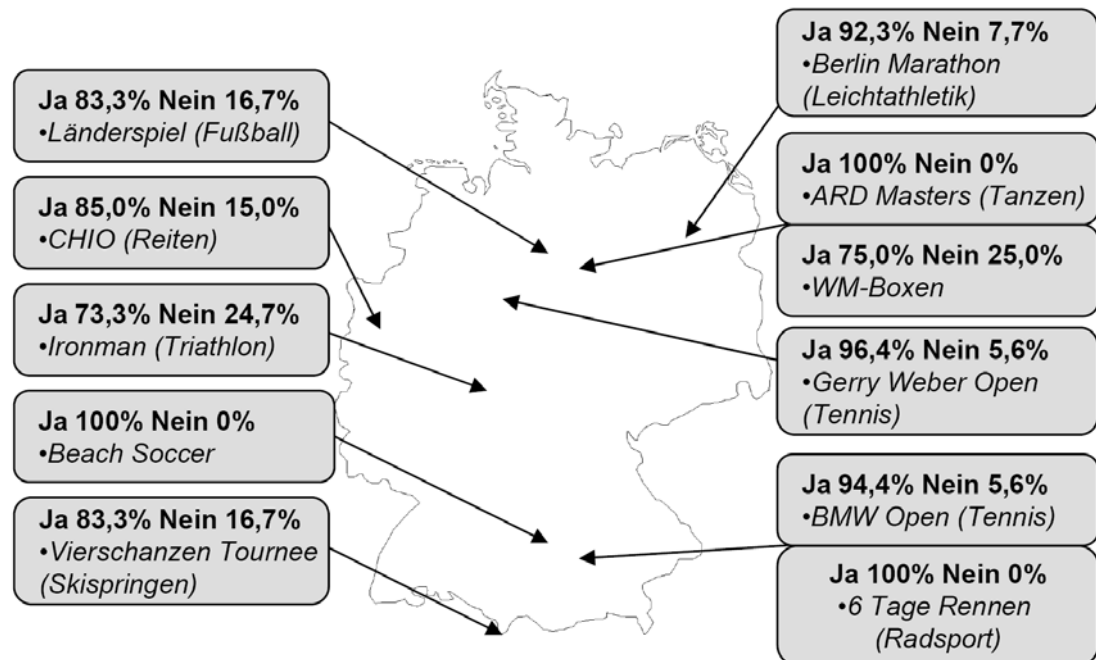 Ja 83,3% Nein 16,7%
•Länderspiel (Fußball)
Ja 85,0% Nein 15,0%
•CHIO (Reiten)
Ja 73,3% Nein 24,7%
•Ironman (Triathlon)
Ja 100% Nein 0%
•Beach Soccer
Ja 83,3% Nein 16,7%
•Vierschanzen Tournee
(Skispringen)
Ja 92,3% Nein 7,7%
•Berlin Marathon
(Leichtathletik)
Ja 100% Nein 0%
•ARD Masters (Tanzen)
Ja 75,0% Nein 25,0%
•WM-Boxen
Ja 96,4% Nein 5,6%
•Gerry Weber Open
(Tennis)
Ja 94,4% Nein 5,6%
•BMW Open (Tennis)
Ja 100% Nein 0%
•6 Tage Rennen
(Radsport)